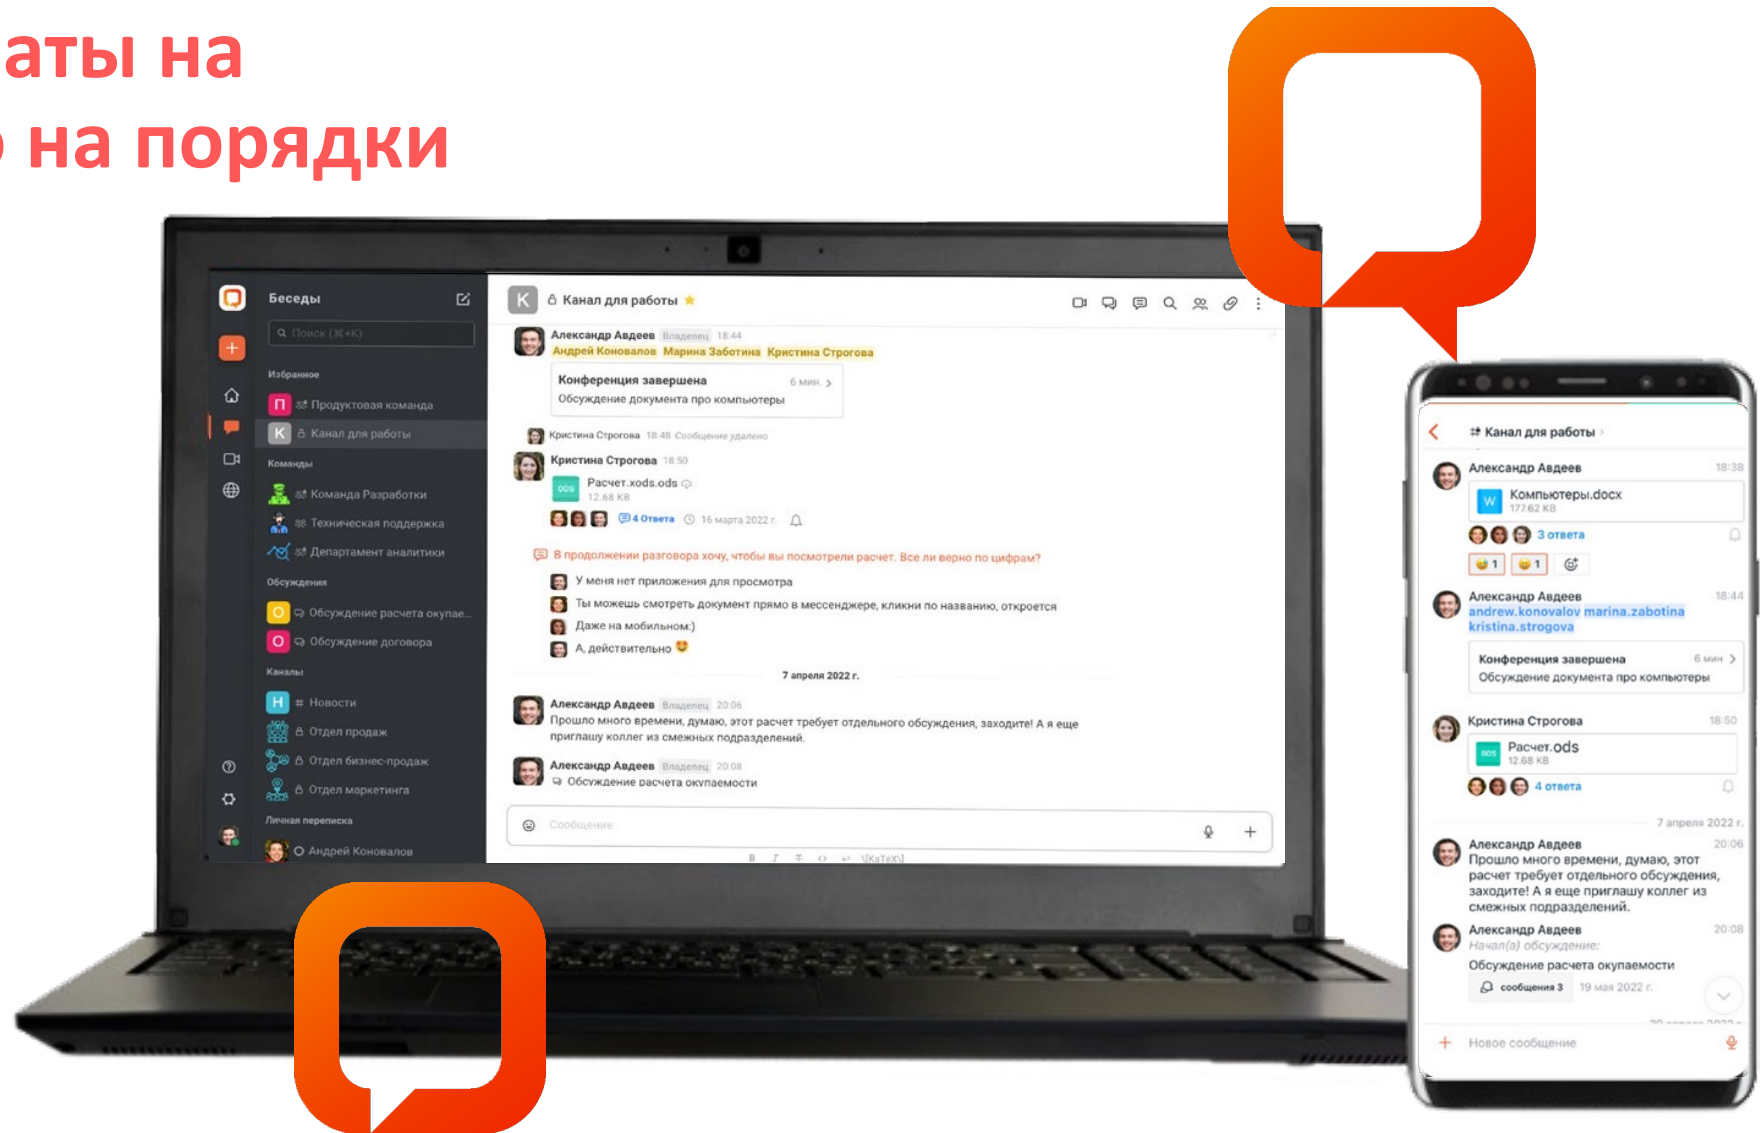 аты на
о на порядки
Беседы
Поиск (⌘+K)
Избранное
П Продуктовая команда
K Канал для работы
Команды
Команда Разработки
Техническая поддержка
Департамент аналитики
Обсуждения
О Обсуждение расчета окупае...
О Обсуждение договора
Каналы
Н # Новости
Отдел продаж
Отдел бизнес-продаж
Отдел маркетинга
Личная переписка
Андрей Коновалов
K Канал для работы
Александр Авдеев Владелец 18:44
Андрей Коновалов Марина Заботина Кристина Строгова
Конференция завершена 6 мин. >
Обсуждение документа про компьютеры
Кристина Строгова 18:48 Сообщение удалено
Кристина Строгова 18:50
ods Расчет.xods.ods
12.68 KB
4 Ответа 16 марта 2022 г.
В продолжении разговора хочу, чтобы вы посмотрели расчет. Все ли верно по цифрам?
У меня нет приложения для просмотра
Ты можешь смотреть документ прямо в мессенджере, кликни по названию, откроется
Даже на мобильном:)
А, действительно
7 апреля 2022 г.
Александр Авдеев Владелец 20:06
Прошло много времени, думаю, этот расчет требует отдельного обсуждения, заходите! А я еще
приглашу коллег из смежных подразделений.
Александр Авдеев Владелец 20:08
Обсуждение расчета окупаемости
Сообщение
B I \[KaTeX\]
Канал для работы
Александр Авдеев 18:38
W Компьютеры.docx
177.62 KB
3 ответа
1 1
Александр Авдеев 18:44
andrew.konovalov marina.zabotina
kristina.strogova
Конференция завершена 6 мин >
Обсуждение документа про компьютеры
Кристина Строгова 18:50
ods Расчет.ods
12.68 KB
4 ответа
7 апреля 2022 г.
Александр Авдеев 20:06
Прошло много времени, думаю, этот
расчет требует отдельного обсуждения,
заходите! А я еще приглашу коллег из
смежных подразделений.
Александр Авдеев 20:08
Начал(а) обсуждение:
Обсуждение расчета окупаемости
сообщения 3 19 мая 2022 г.
Новое сообщение